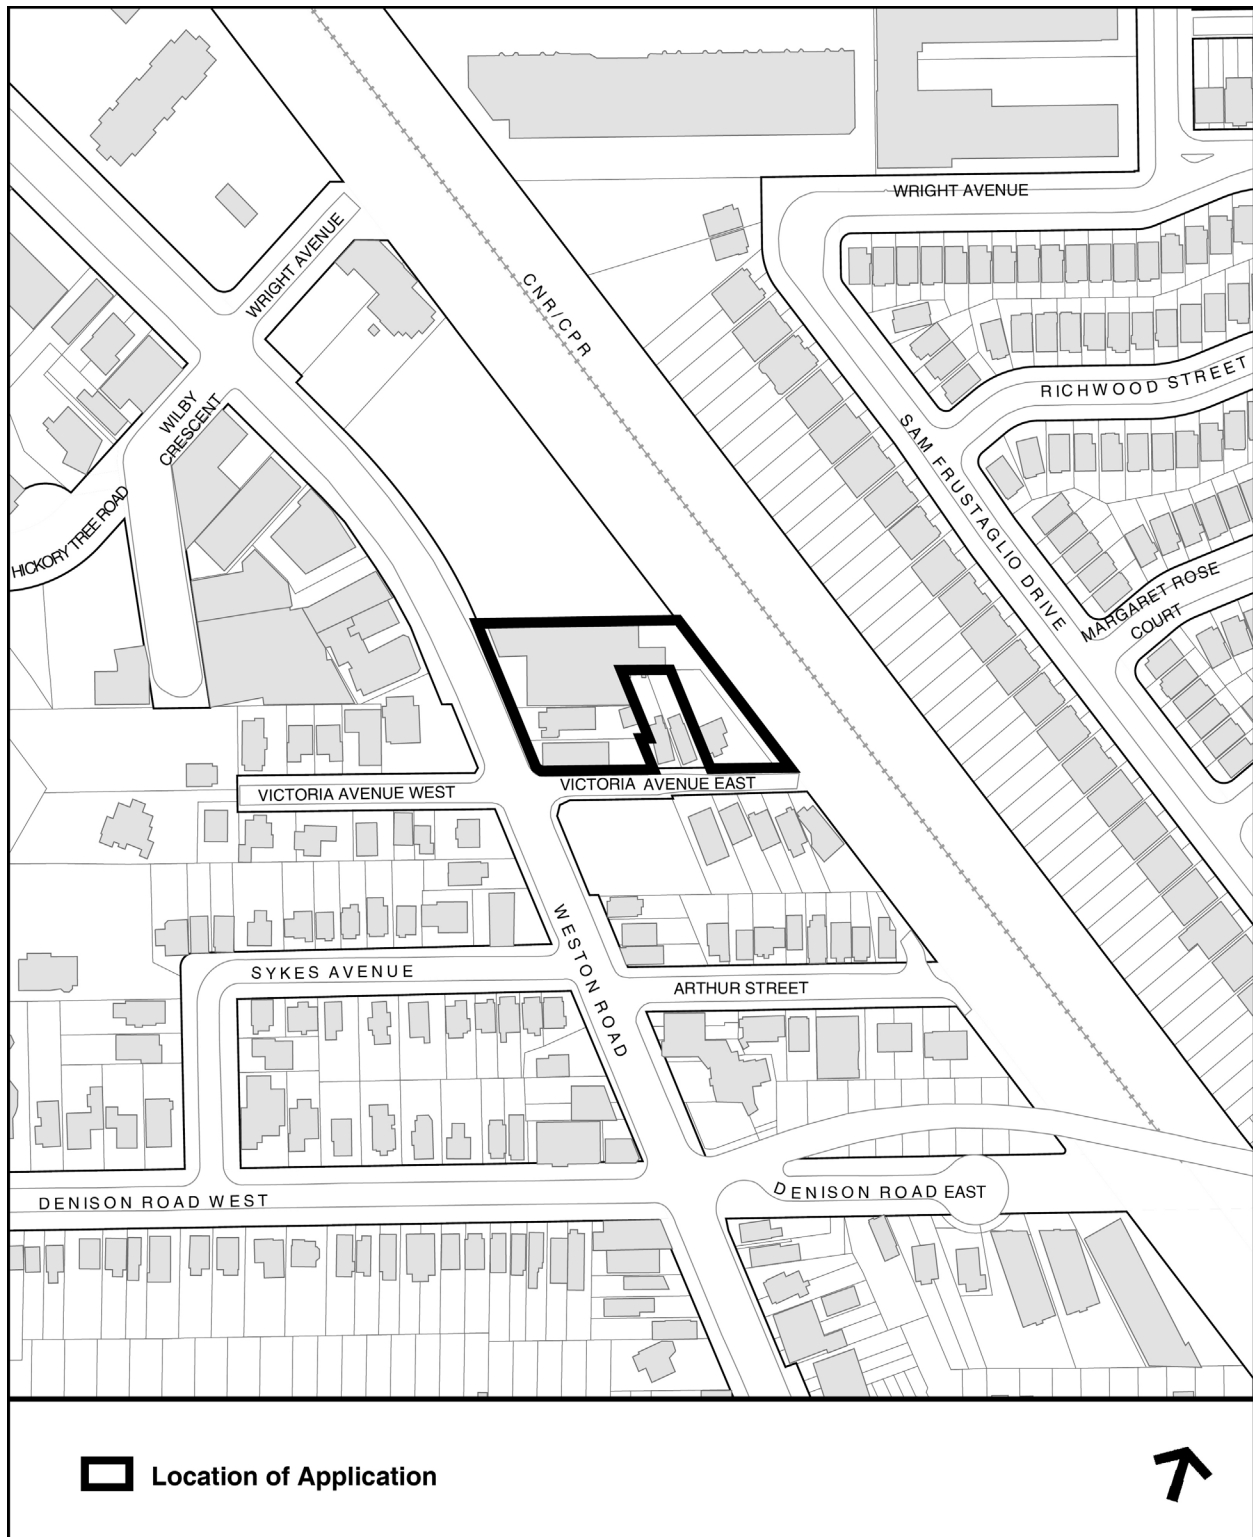 WRIGHT AVENUE
WRIGHT AVENUE
CNR/CPR
RICHWOOD STREET
WILBY
CRESCENT
SAM FRUSTAGLIO DRIVE
HICKORY TREE ROAD
MARGARET ROSE
COURT
VICTORIA AVENUE EAST
VICTORIA AVENUE WEST
WESTON ROAD
SYKES AVENUE
ARTHUR STREET
DENISON ROAD EAST
DENISON ROAD WEST
Location of Application